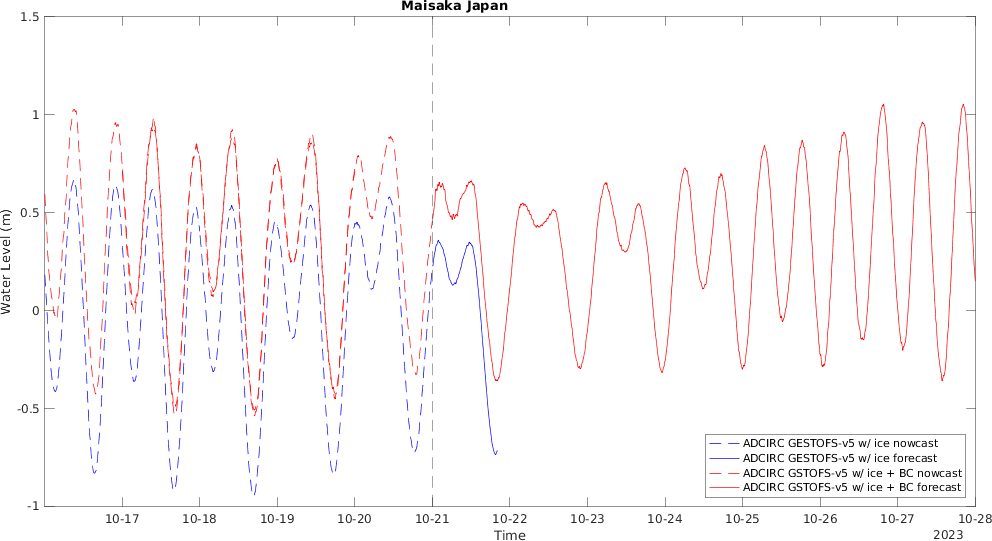 Maisaka Japan
1.5
1
0.5
0
-0.5
-1
Water Level (m)
10-17 10-18 10-19 10-20 10-21 10-22 10-23 10-24 10-25 10-26 10-27 10-28
Time
2023
ADCIRC GESTOFS-v5 w/ ice nowcast
ADCIRC GESTOFS-v5 w/ ice forecast
ADCIRC GSTOFS-v5 w/ ice + BC nowcast
ADCIRC GSTOFS-v5 w/ ice + BC forecast